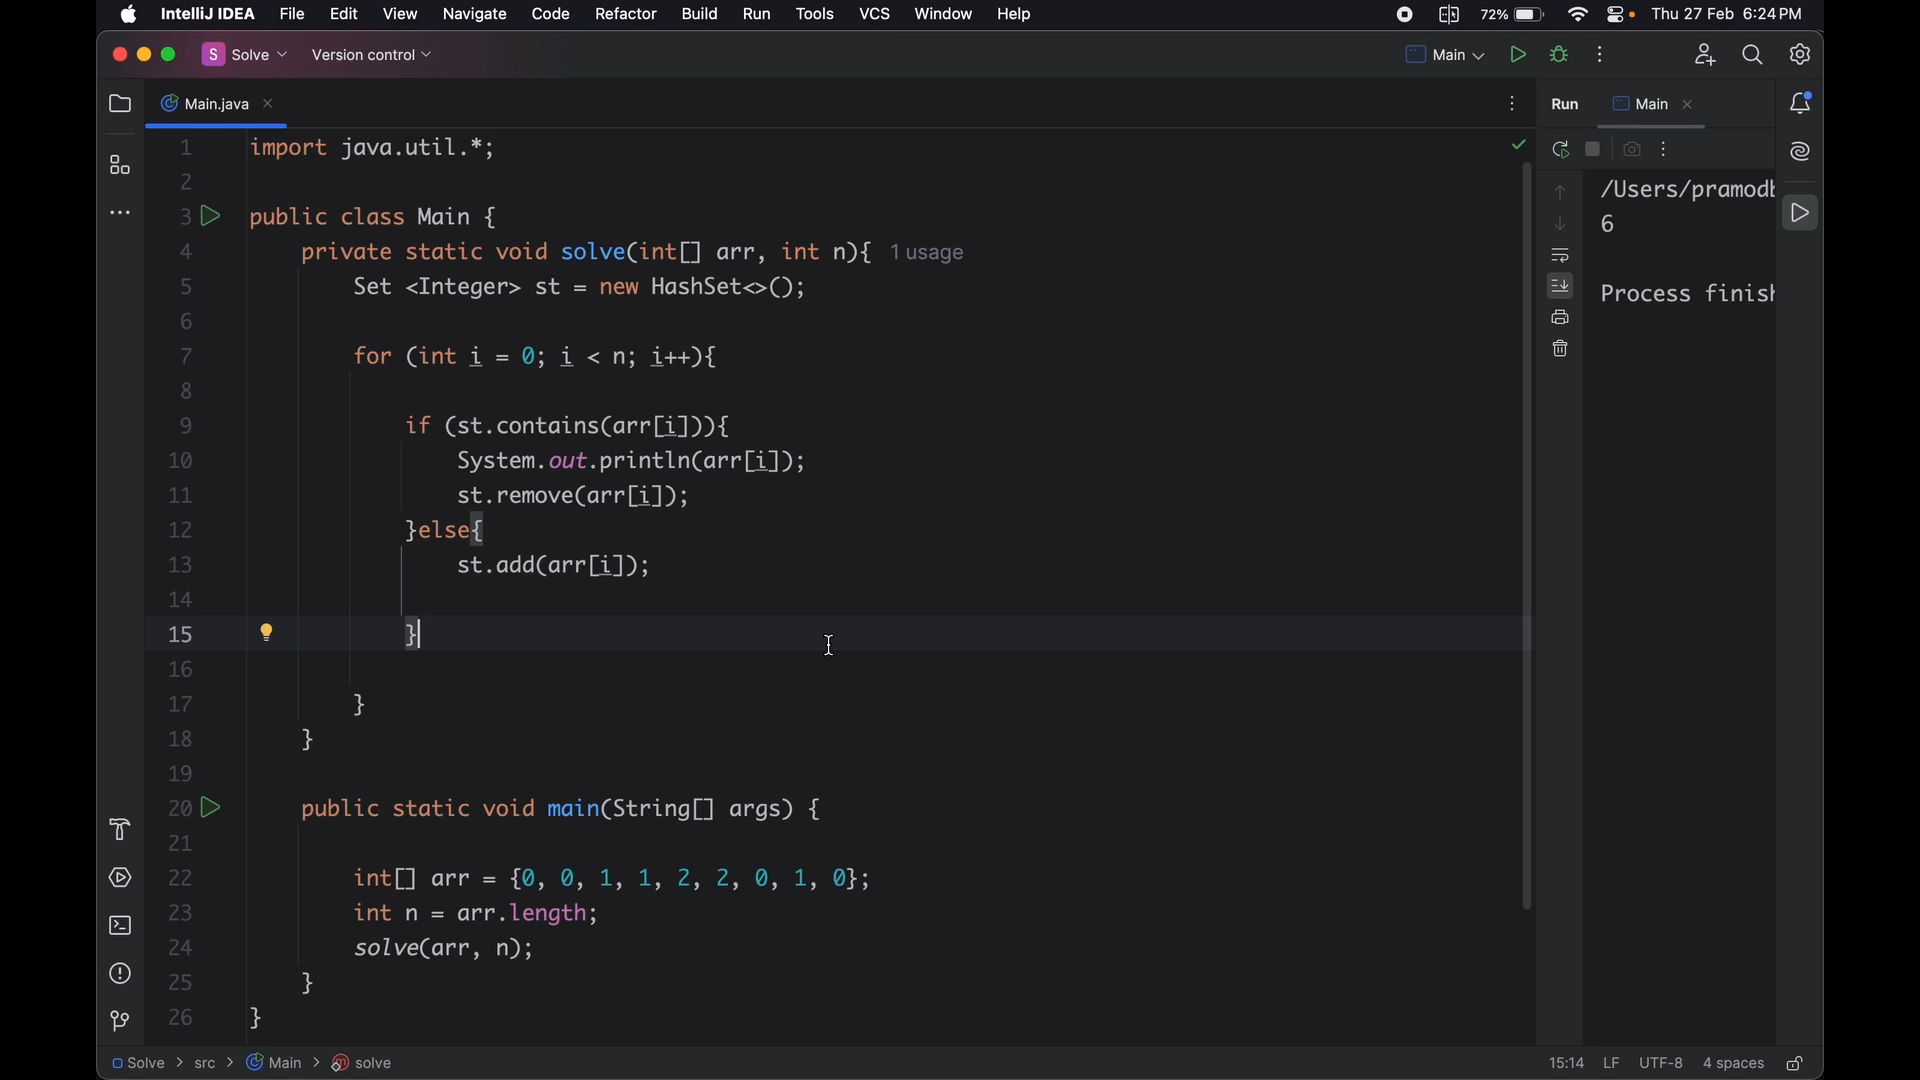 IntelliJ IDEA File Edit View Navigate Code Refactor Build Run Tools VCS Window Help 72% Thu 27 Feb 6:24 PM
S Solve Version control Main
Main.java Run Main
1 import java.util.*;
2
3 public class Main {
4 private static void solve(int[] arr, int n){ 1 usage
5 Set <Integer> st = new HashSet<>();
6
7 for (int i = 0; i < n; i++){
8
9 if (st.contains(arr[i])){
10 System.out.println(arr[i]);
11 st.remove(arr[i]);
12 }else{
13 st.add(arr[i]);
14
15 }
16
17 }
18 }
19
20 public static void main(String[] args) {
21
22 int[] arr = {0, 0, 1, 1, 2, 2, 0, 1, 0};
23 int n = arr.length;
24 solve(arr, n);
25 }
26 }
/Users/pramodb
6
Process finish
Solve > src > Main > solve 15:14 LF UTF-8 4 spaces